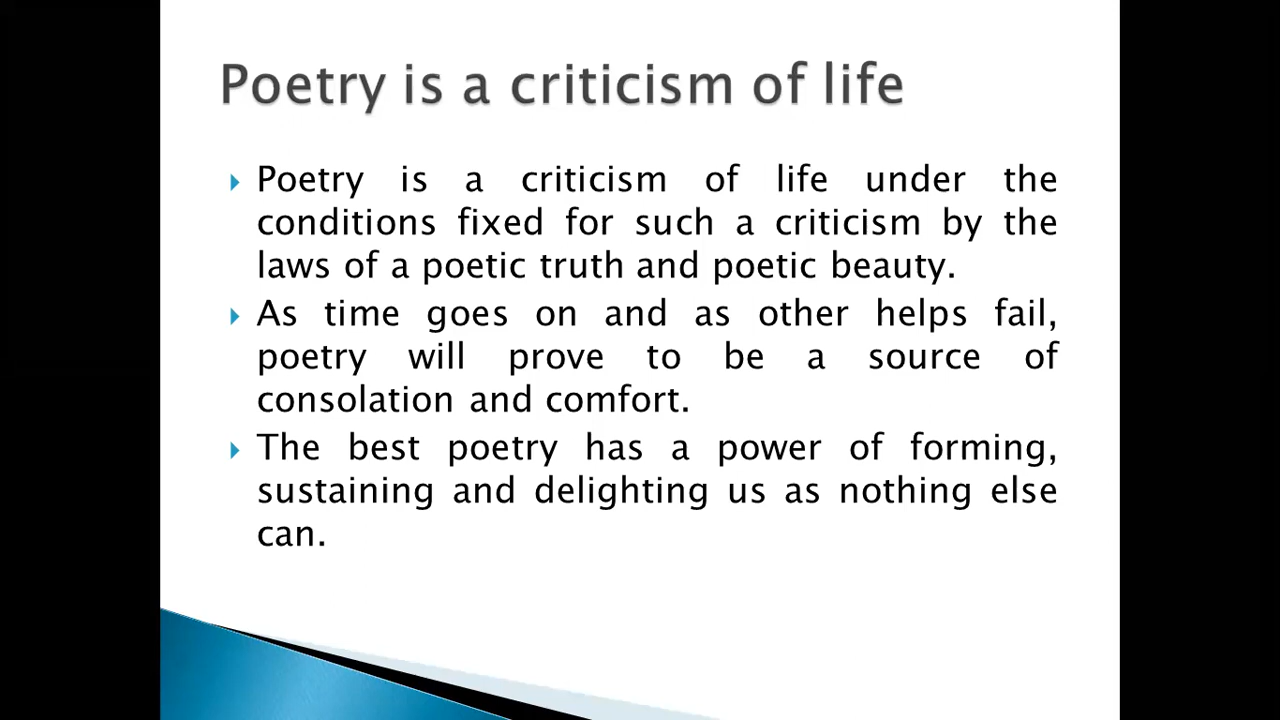 Poetry is a criticism of life
Poetry is a criticism of life under the
conditions fixed for such a criticism by the
laws of a poetic truth and poetic beauty.
As time goes on and as other helps fail,
poetry will prove to be a source of
consolation and comfort.
The best poetry has a power of forming,
sustaining and delighting us as nothing else
can.